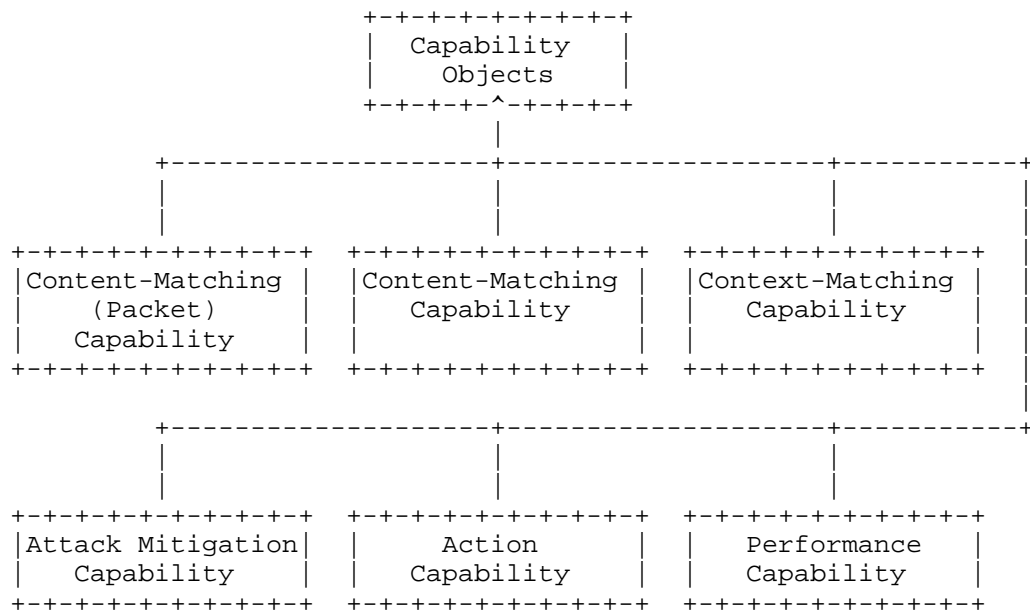 Capability
Objects
Content-Matching
(Packet)
Capability
Content-Matching
Capability
Context-Matching
Capability
Attack Mitigation
Capability
Action
Capability
Performance
Capability